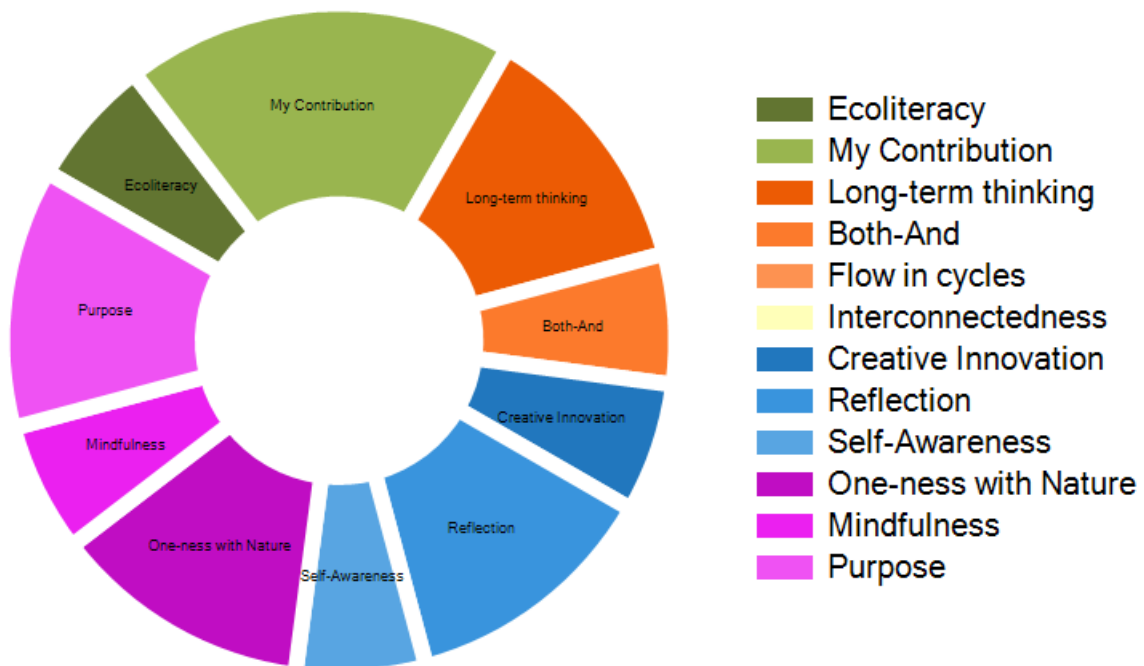 My Contribution
Ecoliteracy
Long-term thinking
Purpose
Both-And
Creative Innovation
Mindfulness
Reflection
One-ness with Nature
Self-Awareness
Ecoliteracy
My Contribution
Long-term thinking
Both-And
Flow in cycles
Interconnectedness
Creative Innovation
Reflection
Self-Awareness
One-ness with Nature
Mindfulness
Purpose